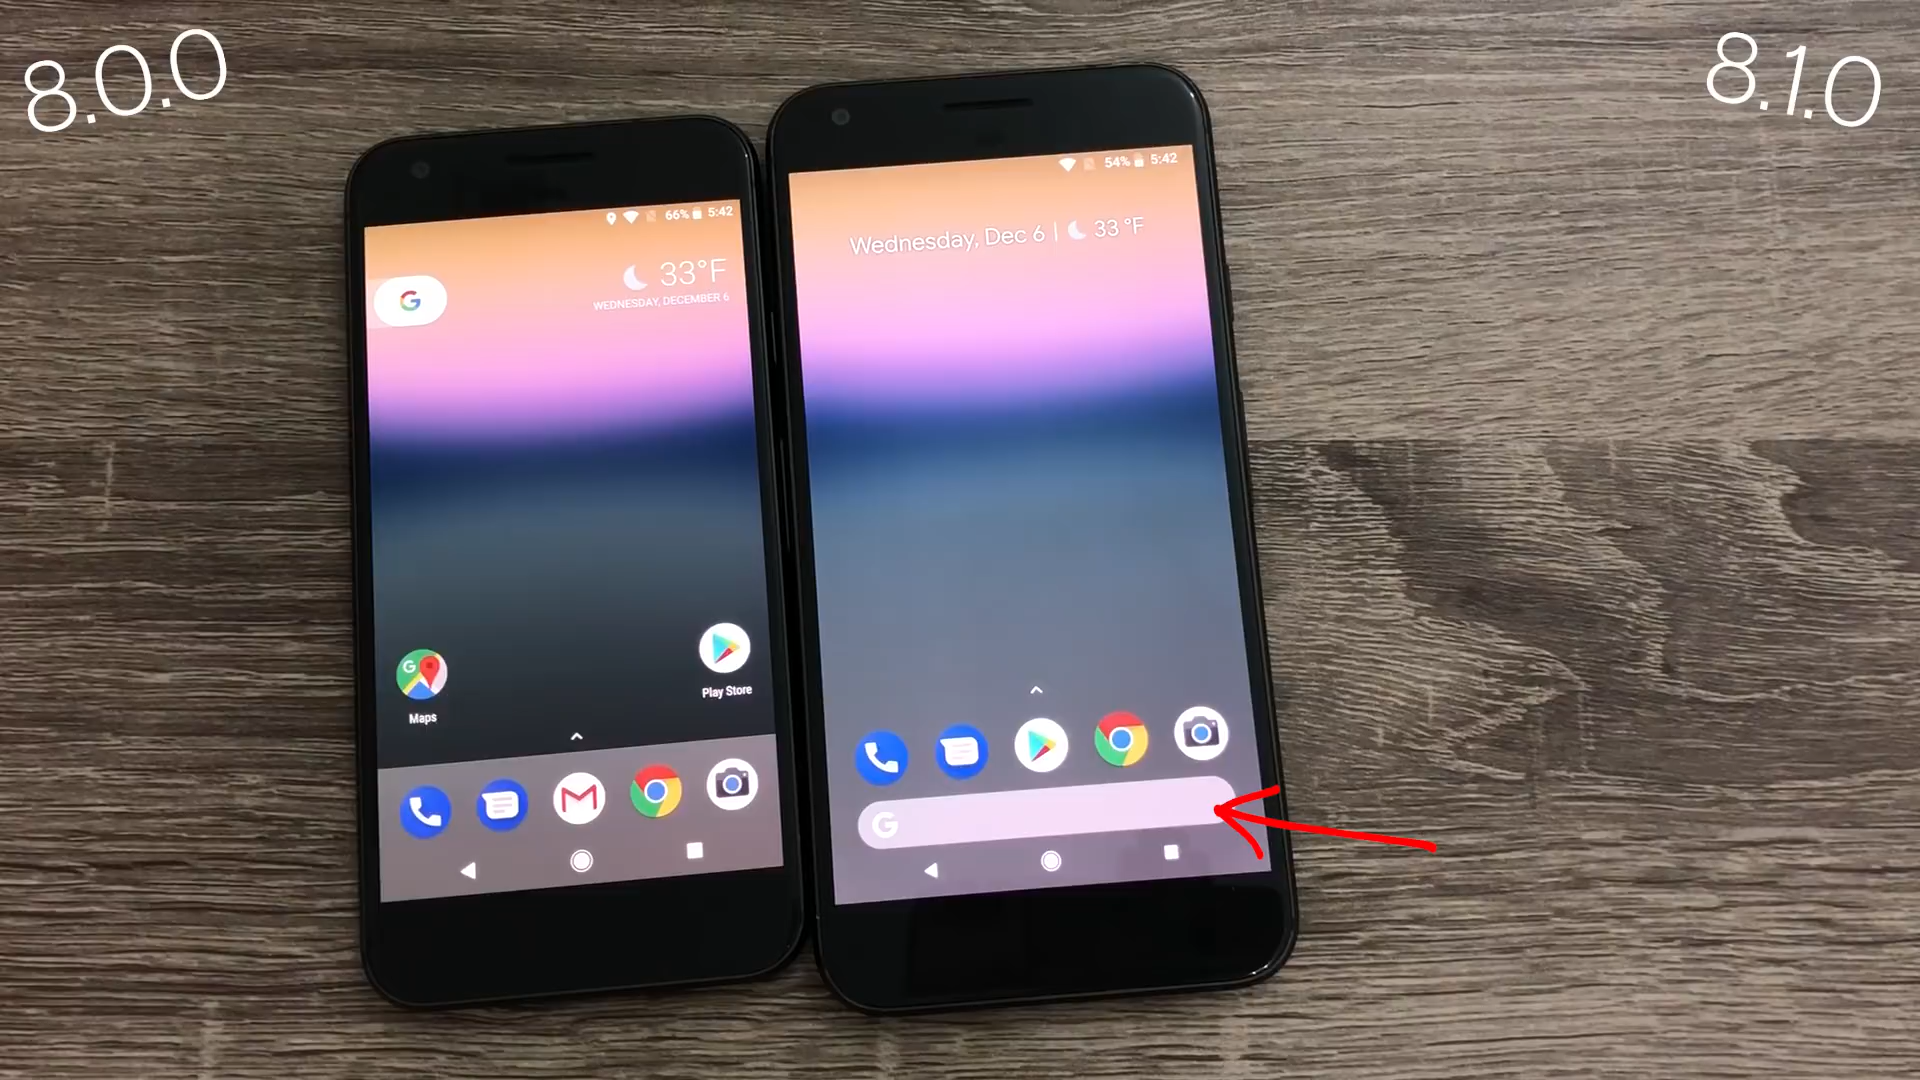 8.0.0
8.1.0
66% 5:42
G
33°F
WEDNESDAY, DECEMBER 6
G
Maps
Play Store
54% 5:42
Wednesday, Dec 6 | 33 °F
G